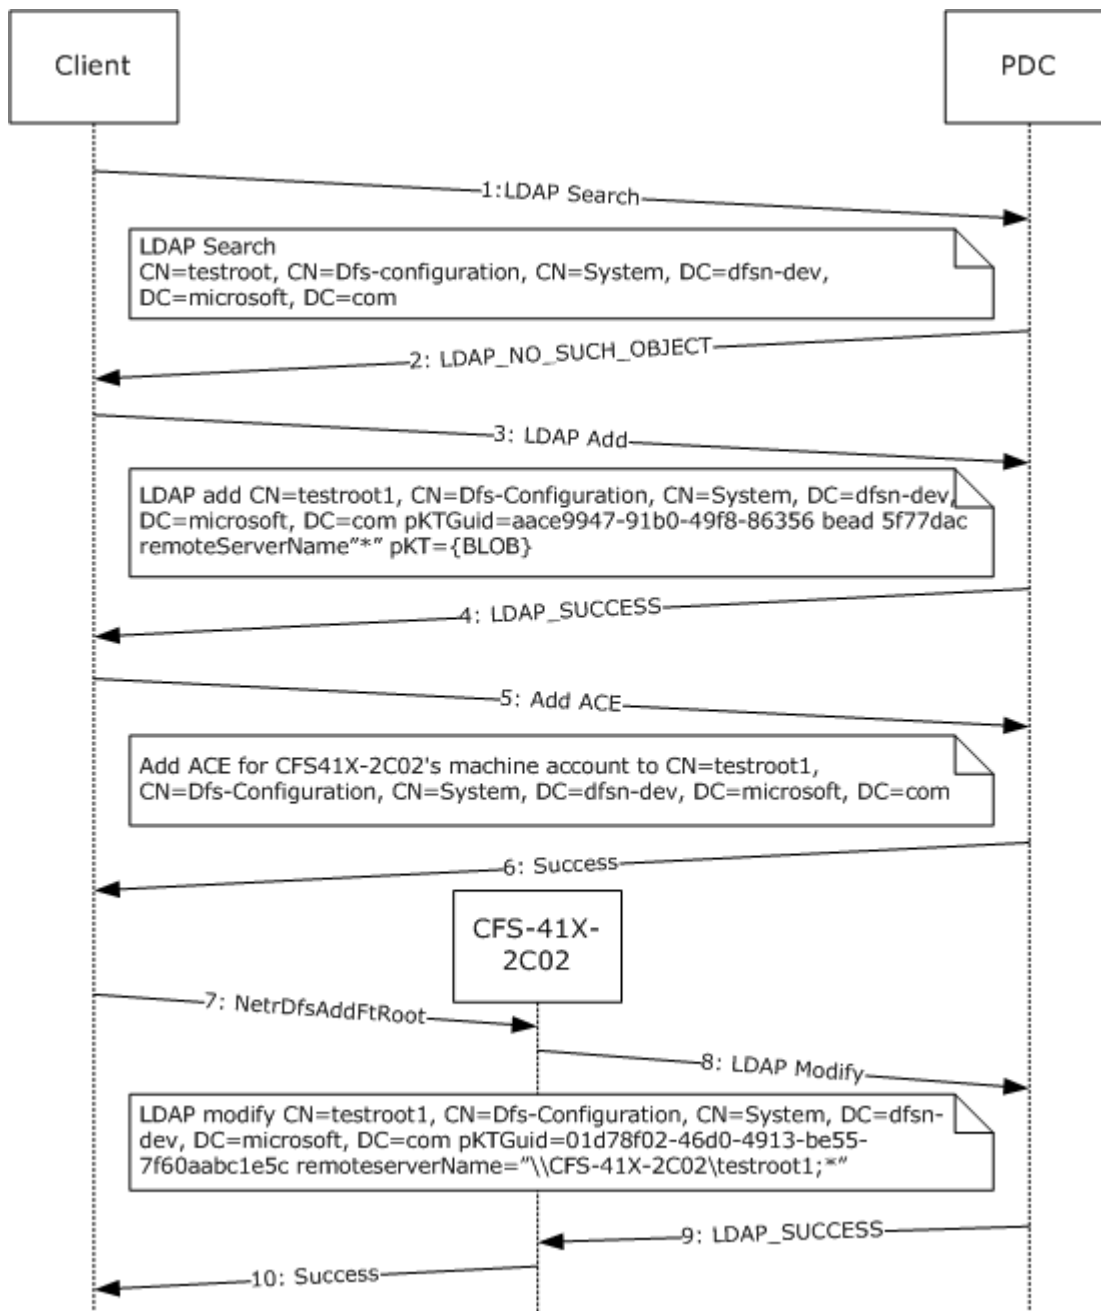 Client
PDC
1:LDAP Search
LDAP Search
CN=testroot, CN=Dfs-configuration, CN=System, DC=dfsn-dev,
DC=microsoft, DC=com
2: LDAP_NO_SUCH_OBJECT
3: LDAP Add
LDAP add CN=testroot1, CN=Dfs-Configuration, CN=System, DC=dfsn-dev,
DC=microsoft, DC=com pKTGuid=aace9947-91b0-49f8-86356 bead 5f77dac
remoteServerName"*" pKT={BLOB}
4: LDAP_SUCCESS
5: Add ACE
Add ACE for CFS41X-2C02's machine account to CN=testroot1,
CN=Dfs-Configuration, CN=System, DC=dfsn-dev, DC=microsoft, DC=com
6: Success
CFS-41X-
2C02
7: NetrDfsAddFtRoot
8: LDAP Modify
LDAP modify CN=testroot1, CN=Dfs-Configuration, CN=System, DC=dfsn-
dev, DC=microsoft, DC=com pKTGuid=01d78f02-46d0-4913-be55-
7f60aabc1e5c remoteserverName="\\CFS-41X-2C02\testroot1;*"
9: LDAP_SUCCESS
10: Success